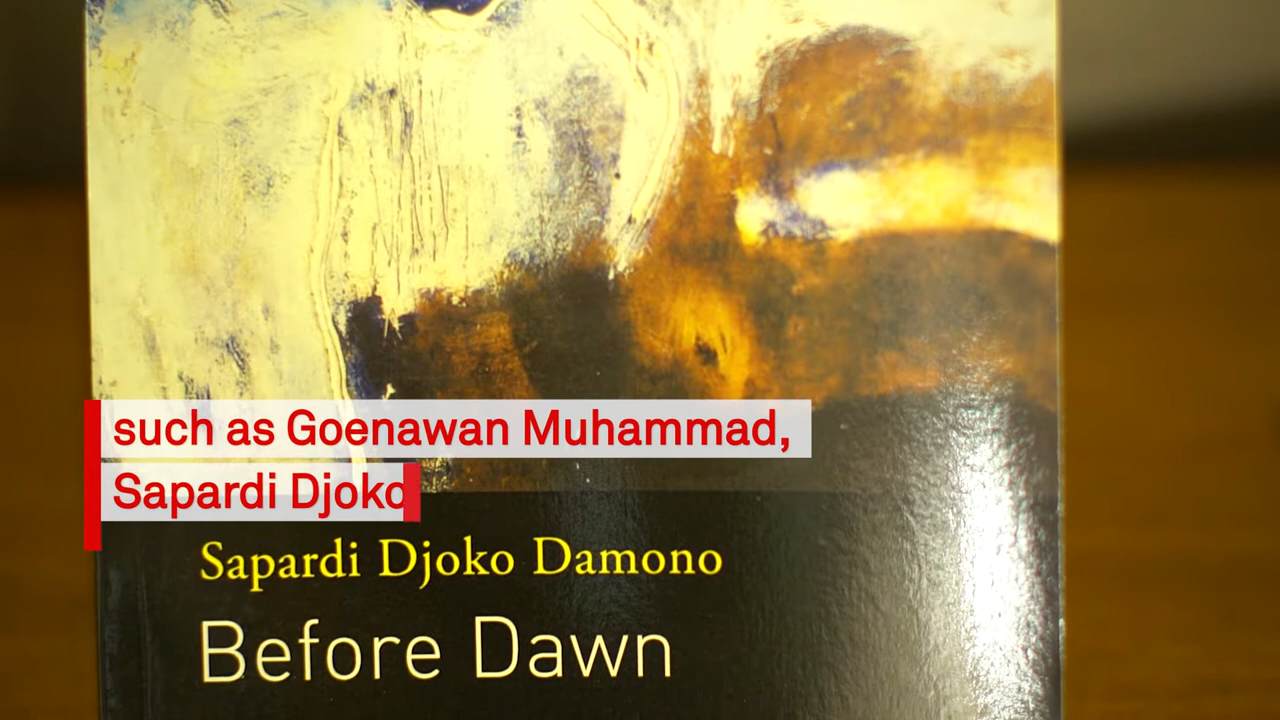 such as Goenawan Muhammad,
Sapardi Djoko
Sapardi Djoko Damono
Before Dawn